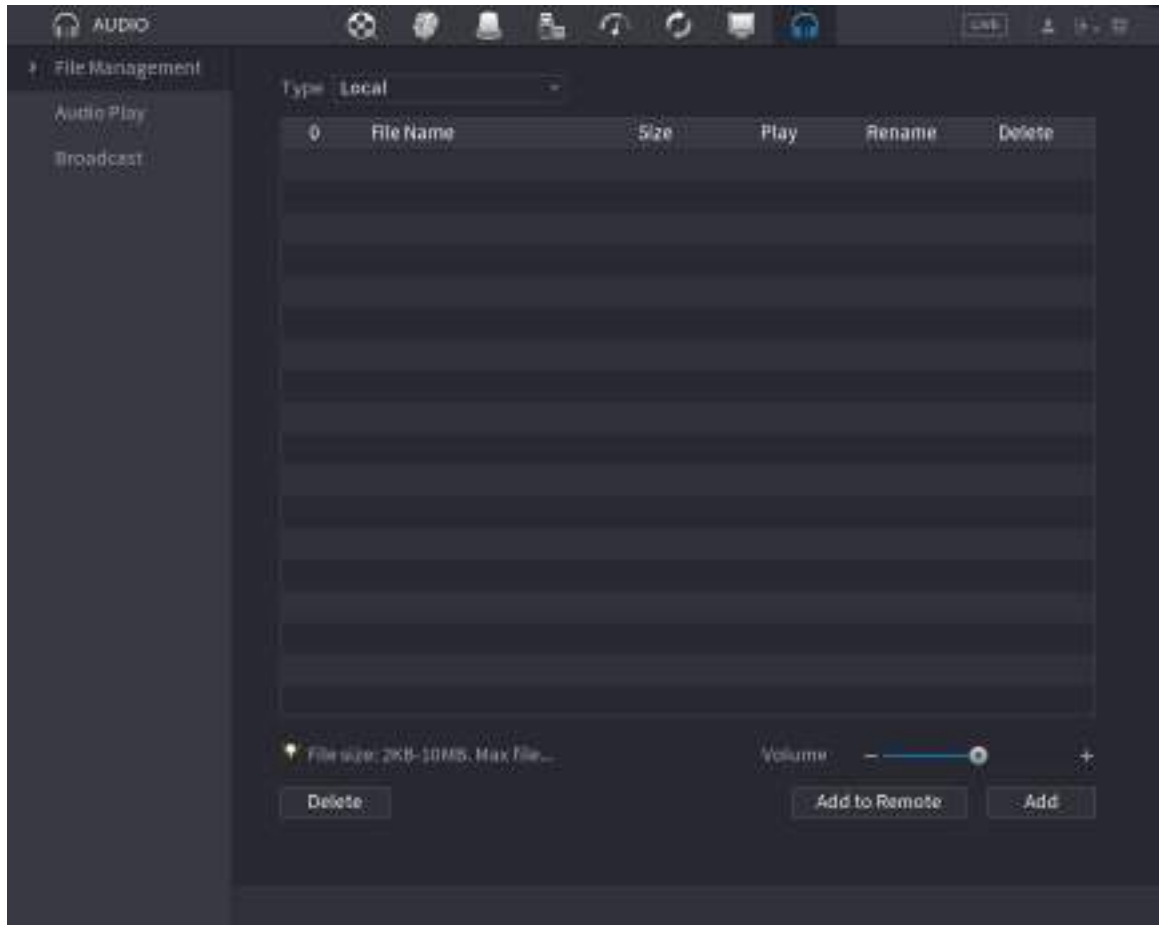 AUDIO
LIVE
File Management
Audio Play
Broadcast
Type Local
0 File Name Size Play Rename Delete
File size: 2KB-10MB. Max file...
Volume - +
Delete Add to Remote Add